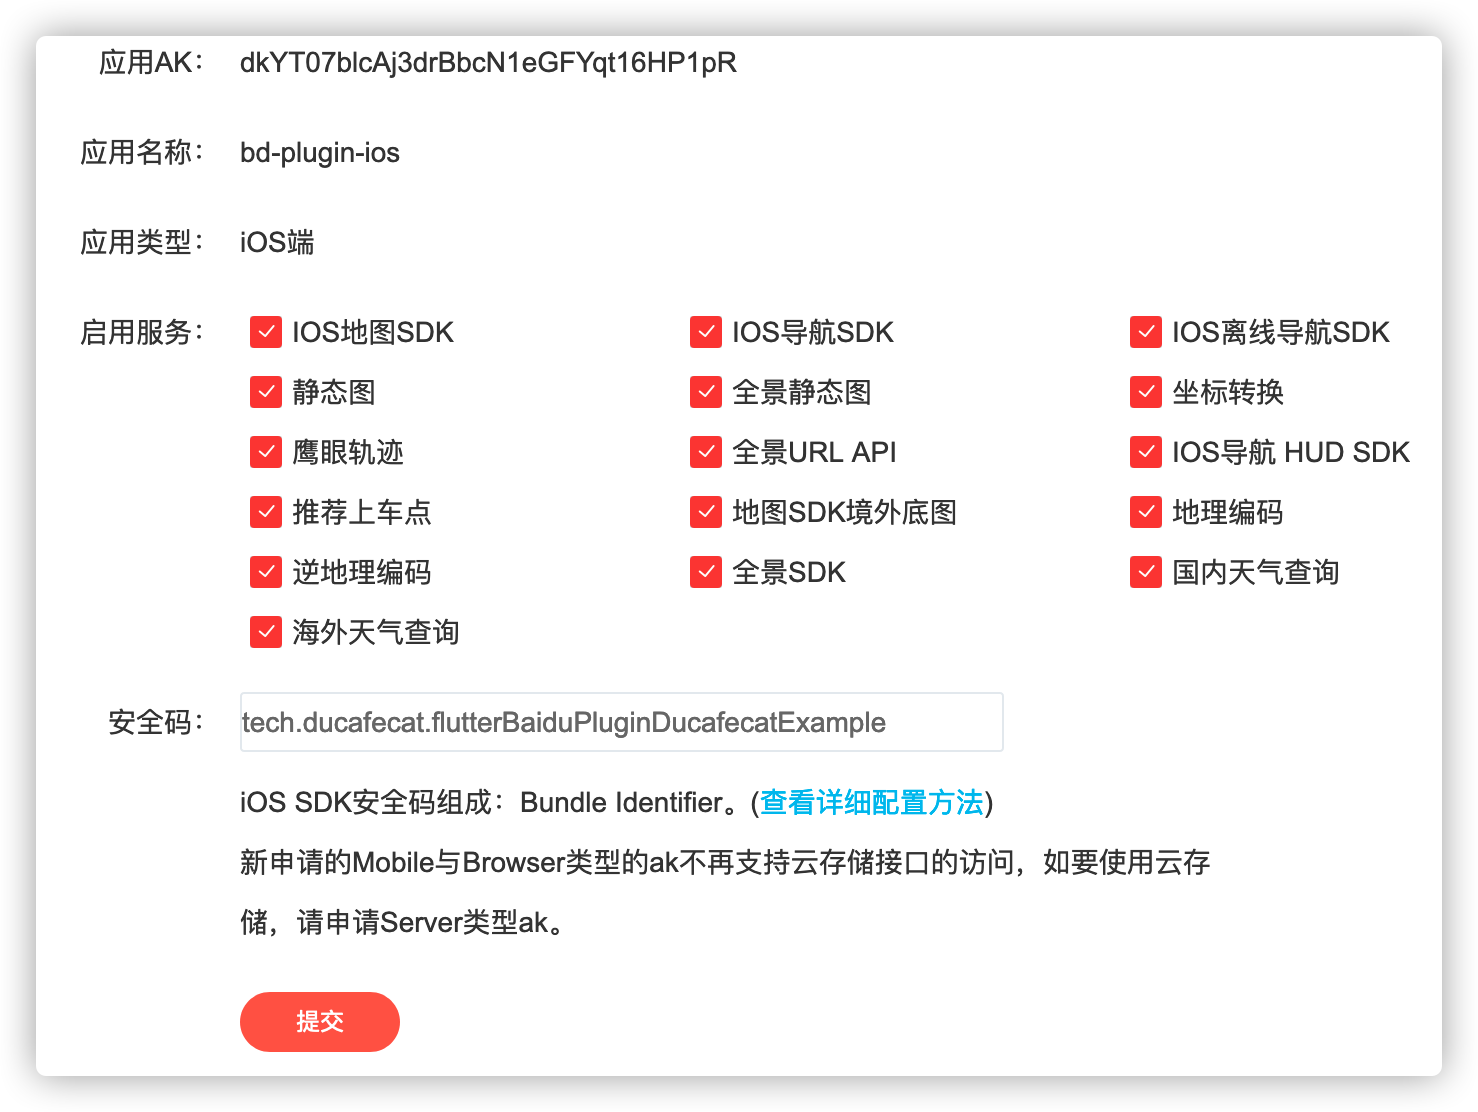 应用AK： dkYT07blcAj3drBbcN1eGFYqt16HP1pR
应用名称： bd-plugin-ios
应用类型： iOS端
启用服务： IOS地图SDK IOS导航SDK IOS离线导航SDK
静态图 全景静态图 坐标转换
鹰眼轨迹 全景URL API IOS导航 HUD SDK
推荐上车点 地图SDK境外底图 地理编码
逆地理编码 全景SDK 国内天气查询
海外天气查询
安全码： tech.ducafecat.flutterBaiduPluginDucafecatExample
iOS SDK安全码组成：Bundle Identifier。(查看详细配置方法)
新申请的Mobile与Browser类型的ak不再支持云存储接口的访问，如要使用云存
储，请申请Server类型ak。
提交